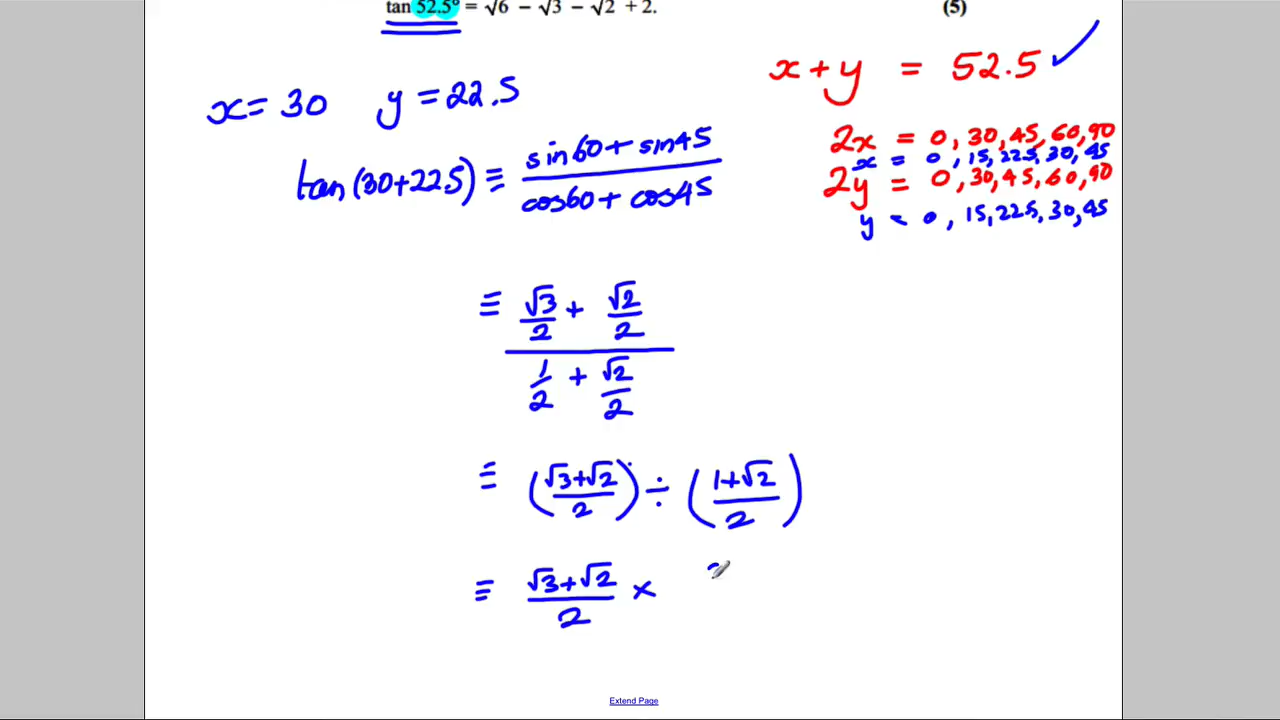 tan 52.5° = √6 − √3 − √2 + 2. (5)
x + y = 52.5 ✓
x = 30 y = 22.5
2x = 0, 30, 45, 60, 90
x = 0, 15, 22.5, 30, 45
2y = 0, 30, 45, 60, 90
y = 0, 15, 22.5, 30, 45
tan(30+22.5) ≡ (sin60 + sin45)/(cos60 + cos45)
≡ (√3/2 + √2/2)/(1/2 + √2/2)
≡ ((√3+√2)/2) ÷ ((1+√2)/2)
≡ (√3+√2)/2 ×
Extend Page